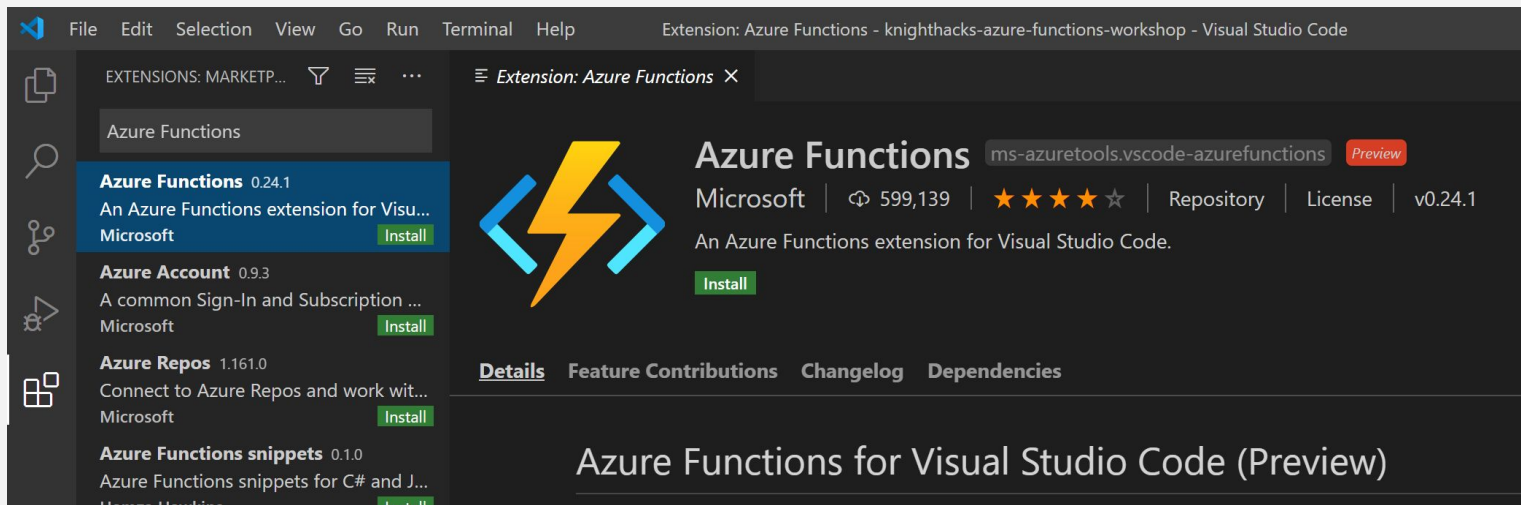 File Edit Selection View Go Run Terminal Help Extension: Azure Functions - knighthacks-azure-functions-workshop - Visual Studio Code
EXTENSIONS: MARKETP...
Azure Functions
Azure Functions 0.24.1
An Azure Functions extension for Visu...
Microsoft Install
Azure Account 0.9.3
A common Sign-In and Subscription ...
Microsoft Install
Azure Repos 1.161.0
Connect to Azure Repos and work wit...
Microsoft Install
Azure Functions snippets 0.1.0
Azure Functions snippets for C# and J...
Extension: Azure Functions
Azure Functions ms-azuretools.vscode-azurefunctions Preview
Microsoft 599,139 Repository License v0.24.1
An Azure Functions extension for Visual Studio Code.
Install
Details Feature Contributions Changelog Dependencies
Azure Functions for Visual Studio Code (Preview)